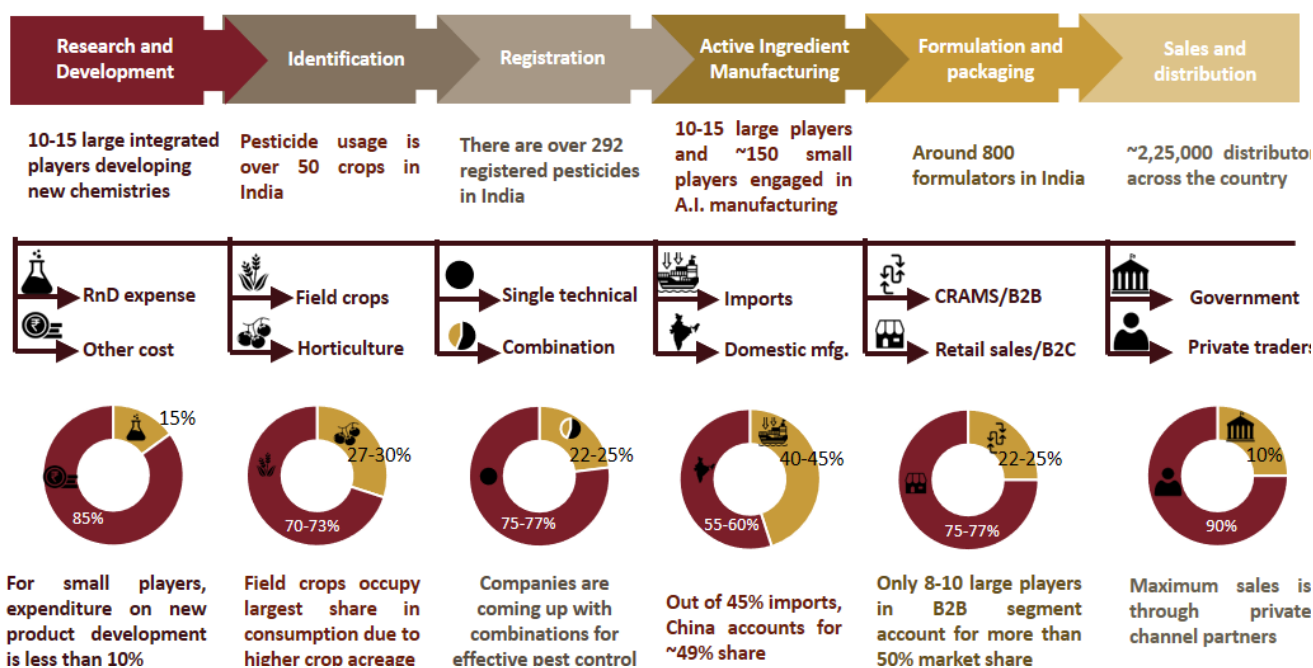 Research and
Development
Identification
Registration
Active Ingredient
Manufacturing
Formulation and
packaging
Sales and
distribution
10-15 large integrated
players developing
new chemistries
Pesticide usage is
over 50 crops in
India
There are over 292
registered pesticides
in India
10-15 large players
and ~150 small
players engaged in
A.I. manufacturing
Around 800
formulators in India
~2,25,000 distributor
across the country
RnD expense
Other cost
Field crops
Horticulture
Single technical
Combination
Imports
Domestic mfg.
CRAMS/B2B
Retail sales/B2C
Government
Private traders
15%
85%
27-30%
70-73%
22-25%
75-77%
40-45%
55-60%
22-25%
75-77%
10%
90%
For small players,
expenditure on new
product development
is less than 10%
Field crops occupy
largest share in
consumption due to
higher crop acreage
Companies are
coming up with
combinations for
effective pest control
Out of 45% imports,
China accounts for
~49% share
Only 8-10 large players
in B2B segment
account for more than
50% market share
Maximum sales is
through private
channel partners